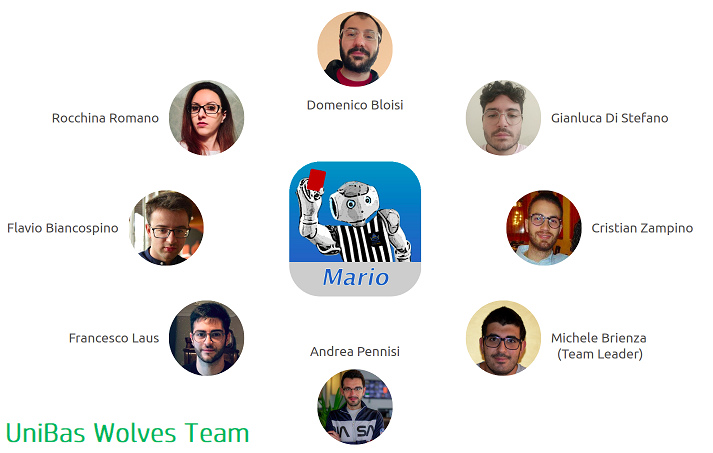 Domenico Bloisi
Rocchina Romano
Gianluca Di Stefano
Flavio Biancospino
Cristian Zampino
Mario
Francesco Laus
Michele Brienza
(Team Leader)
Andrea Pennisi
UniBas Wolves Team